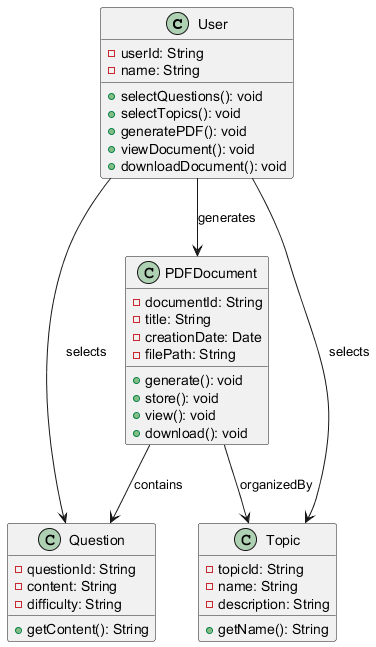 C User
userId: String
name: String
selectQuestions(): void
selectTopics(): void
generatePDF(): void
viewDocument(): void
downloadDocument(): void
generates
C PDFDocument
documentId: String
title: String
creationDate: Date
filePath: String
generate(): void
store(): void
view(): void
download(): void
selects
selects
contains
organizedBy
C Question
questionId: String
content: String
difficulty: String
getContent(): String
C Topic
topicId: String
name: String
description: String
getName(): String